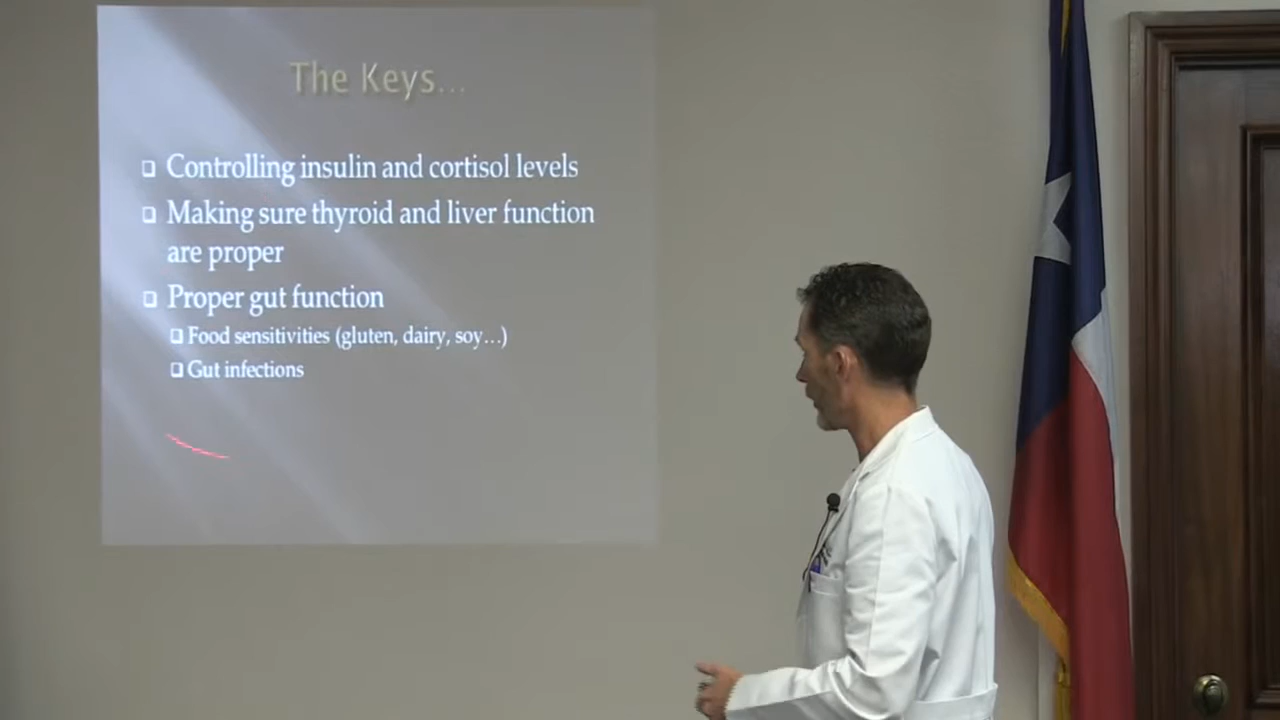 The Keys...
Controlling insulin and cortisol levels
Making sure thyroid and liver function
are proper
Proper gut function
Food sensitivities (gluten, dairy, soy...)
Gut infections